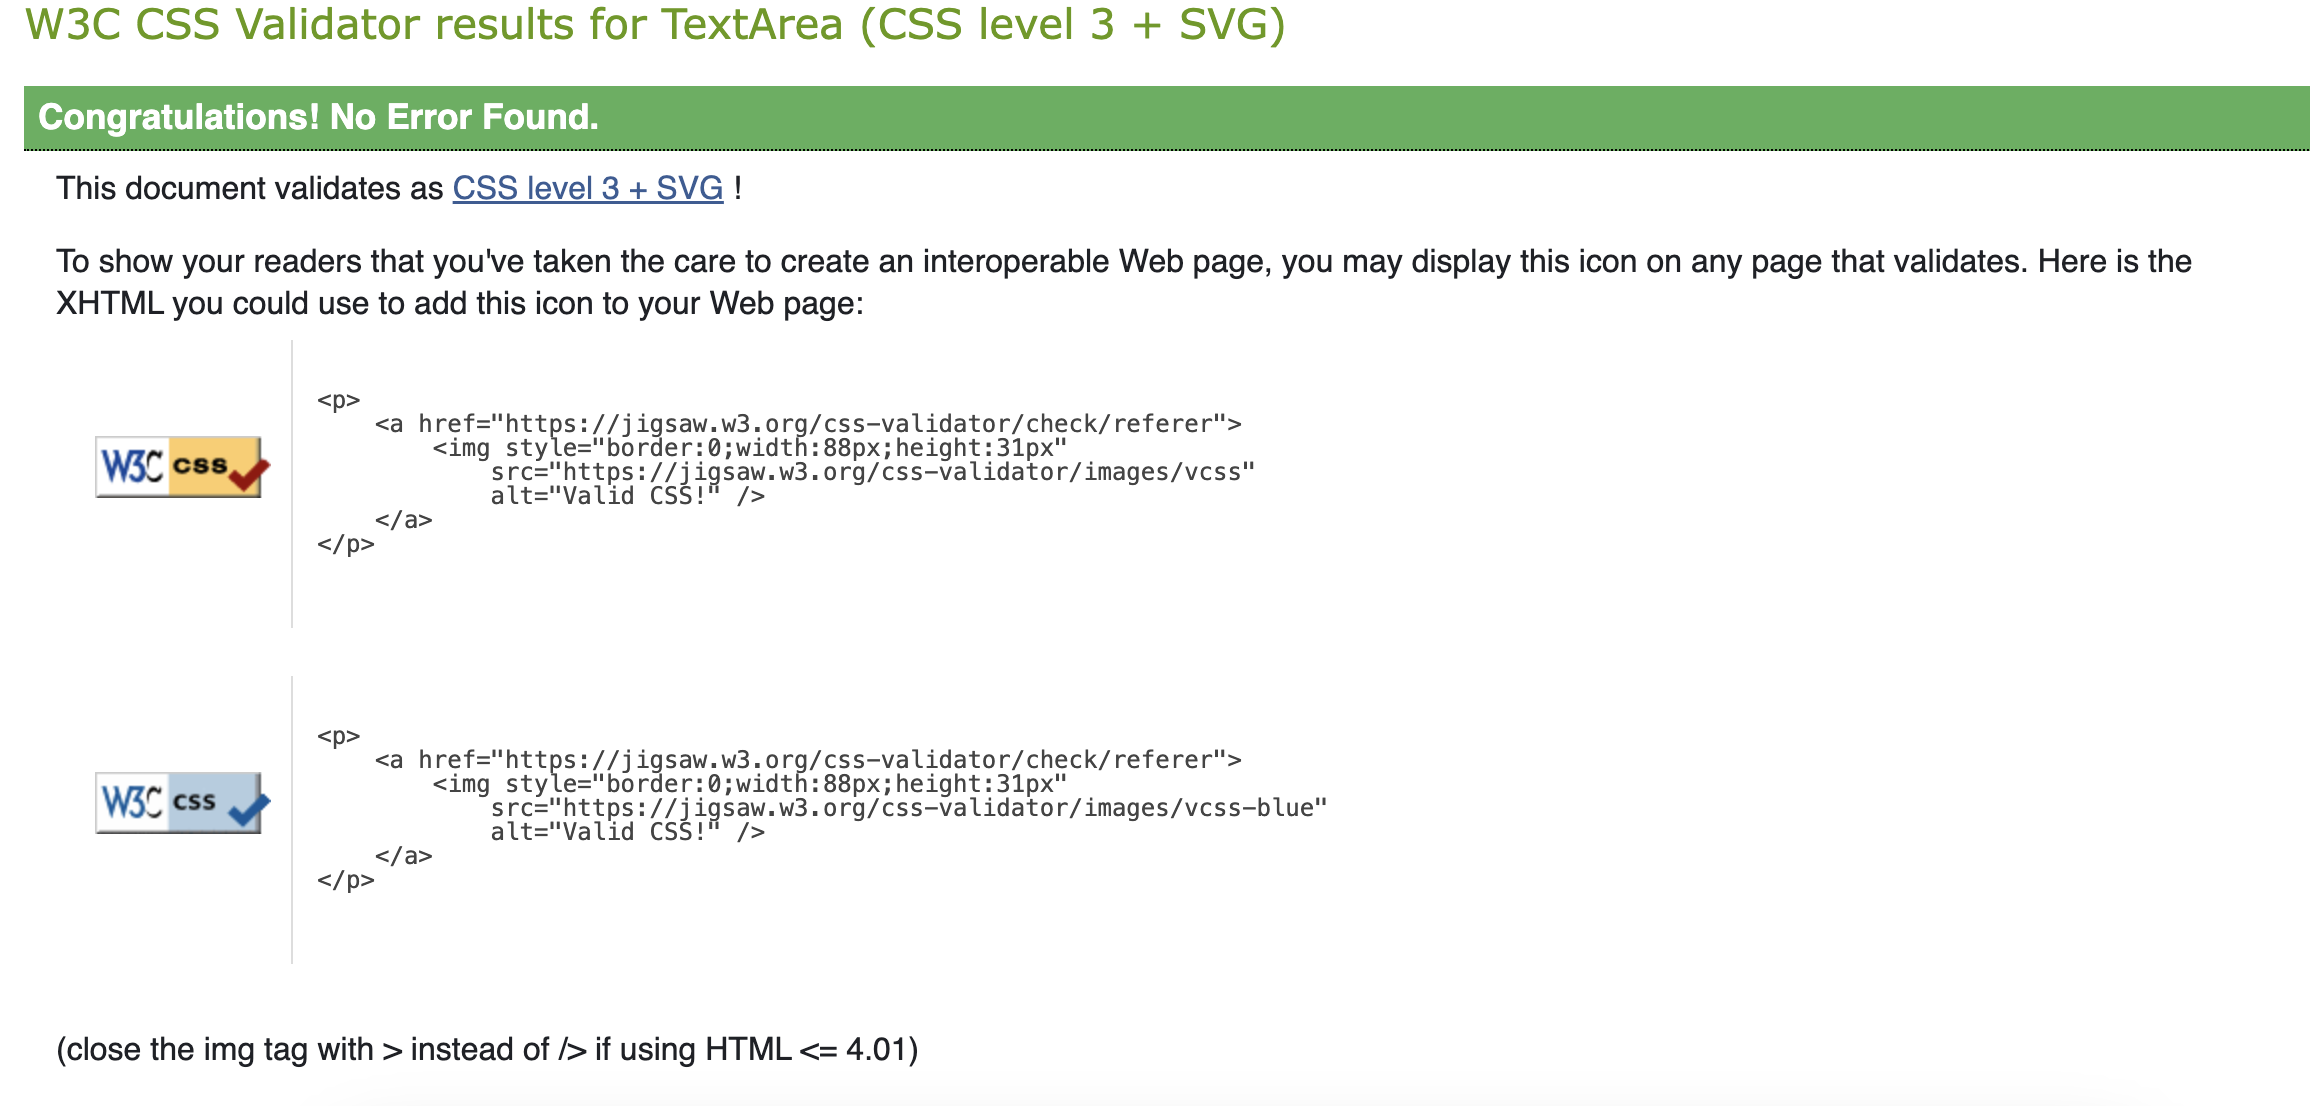 W3C CSS Validator results for TextArea (CSS level 3 + SVG)
Congratulations! No Error Found.
This document validates as CSS level 3 + SVG !
To show your readers that you've taken the care to create an interoperable Web page, you may display this icon on any page that validates. Here is the
XHTML you could use to add this icon to your Web page:
W3C css
<p>
    <a href="https://jigsaw.w3.org/css-validator/check/referer">
        <img style="border:0;width:88px;height:31px"
            src="https://jigsaw.w3.org/css-validator/images/vcss"
            alt="Valid CSS!" />
    </a>
</p>
W3C css
<p>
    <a href="https://jigsaw.w3.org/css-validator/check/referer">
        <img style="border:0;width:88px;height:31px"
            src="https://jigsaw.w3.org/css-validator/images/vcss-blue"
            alt="Valid CSS!" />
    </a>
</p>
(close the img tag with > instead of /> if using HTML <= 4.01)